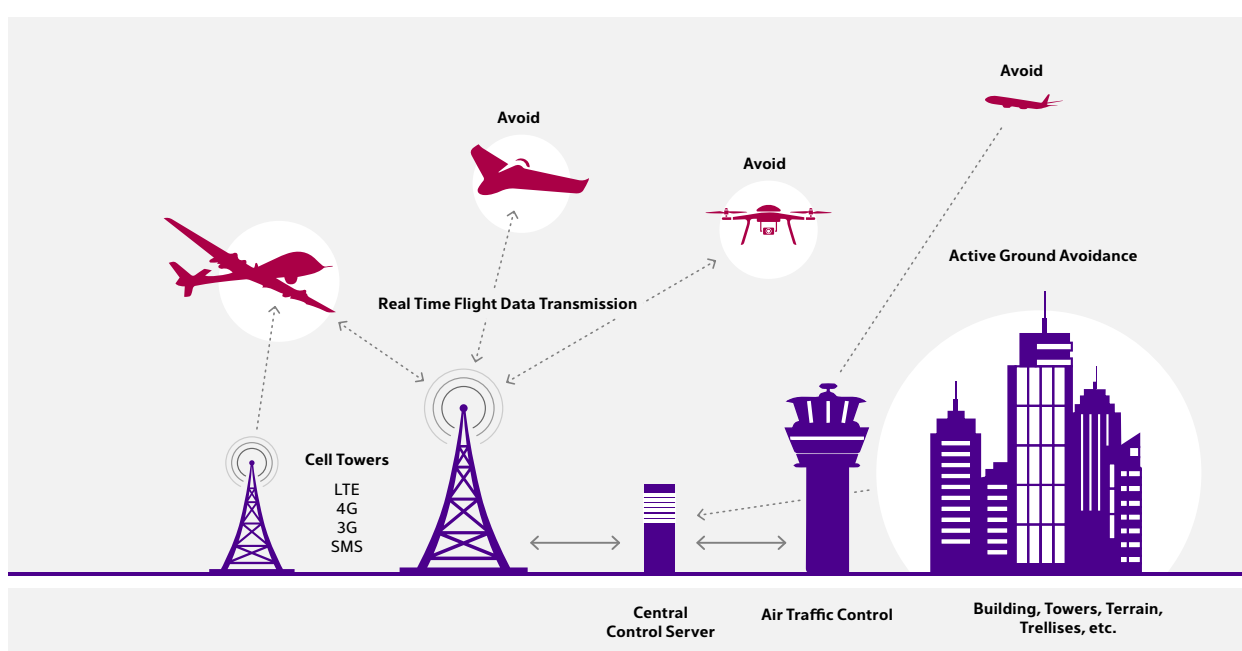 Avoid
Avoid
Avoid
Active Ground Avoidance
Real Time Flight Data Transmission
Cell Towers
LTE
4G
3G
SMS
Central
Control Server
Air Traffic Control
Building, Towers, Terrain,
Trellises, etc.